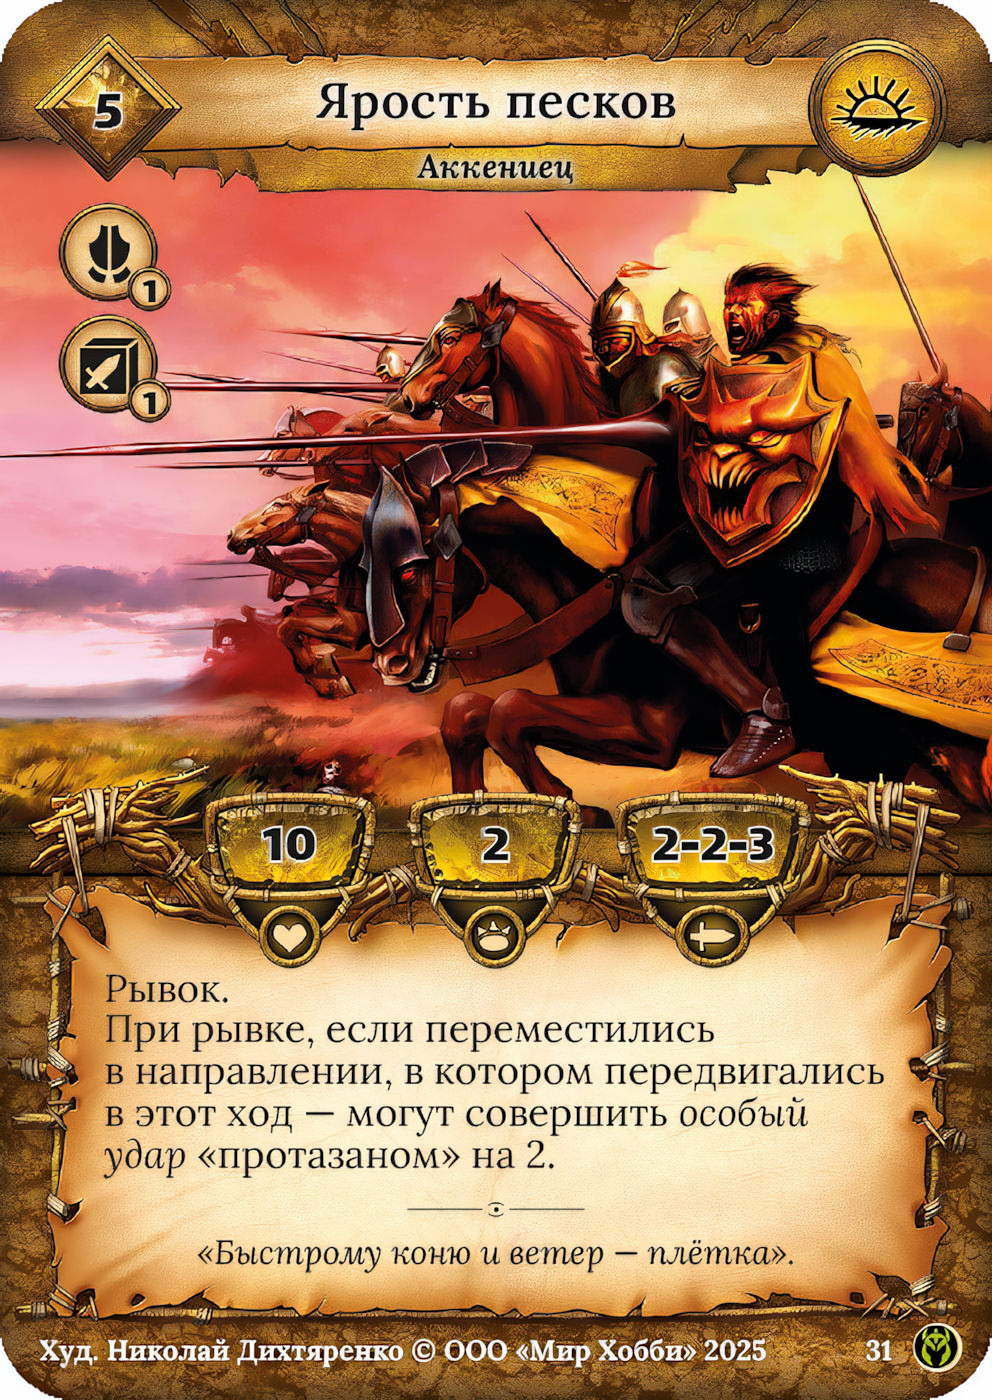 5
Ярость песков
Аккениец
1
1
10
2
2-2-3
Рывок.
При рывке, если переместились
в направлении, в котором передвигались
в этот ход — могут совершить особый
удар «протазаном» на 2.
«Быстрому коню и ветер — плётка».
Худ. Николай Дихтяренко © ООО «Мир Хобби» 2025
31